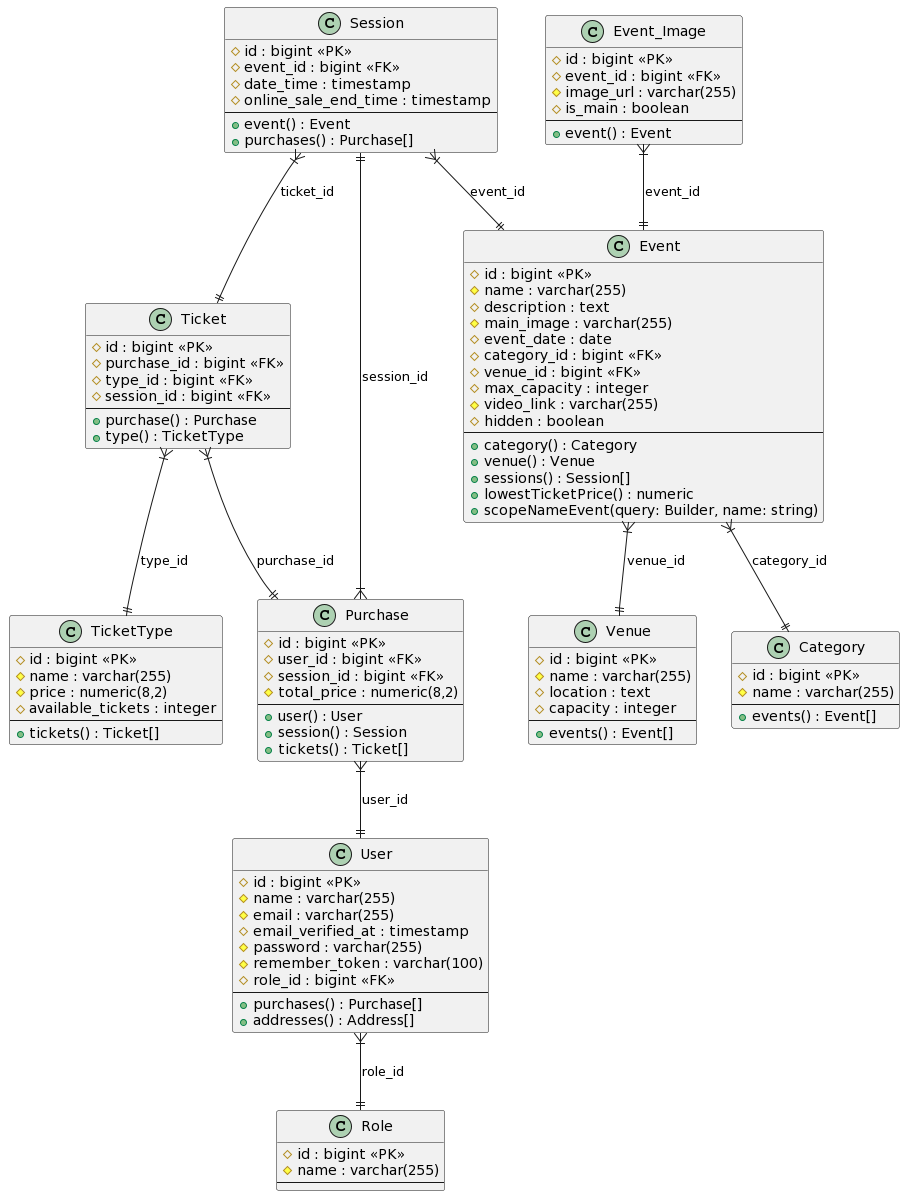 C Session
id : bigint «PK»
event_id : bigint «FK»
date_time : timestamp
online_sale_end_time : timestamp
event() : Event
purchases() : Purchase[]
C Event_Image
id : bigint «PK»
event_id : bigint «FK»
image_url : varchar(255)
is_main : boolean
event() : Event
ticket_id
event_id
event_id
session_id
C Event
id : bigint «PK»
name : varchar(255)
description : text
main_image : varchar(255)
event_date : date
category_id : bigint «FK»
venue_id : bigint «FK»
max_capacity : integer
video_link : varchar(255)
hidden : boolean
category() : Category
venue() : Venue
sessions() : Session[]
lowestTicketPrice() : numeric
scopeNameEvent(query: Builder, name: string)
C Ticket
id : bigint «PK»
purchase_id : bigint «FK»
type_id : bigint «FK»
session_id : bigint «FK»
purchase() : Purchase
type() : TicketType
type_id
purchase_id
venue_id
category_id
C TicketType
id : bigint «PK»
name : varchar(255)
price : numeric(8,2)
available_tickets : integer
tickets() : Ticket[]
C Purchase
id : bigint «PK»
user_id : bigint «FK»
session_id : bigint «FK»
total_price : numeric(8,2)
user() : User
session() : Session
tickets() : Ticket[]
C Venue
id : bigint «PK»
name : varchar(255)
location : text
capacity : integer
events() : Event[]
C Category
id : bigint «PK»
name : varchar(255)
events() : Event[]
user_id
C User
id : bigint «PK»
name : varchar(255)
email : varchar(255)
email_verified_at : timestamp
password : varchar(255)
remember_token : varchar(100)
role_id : bigint «FK»
purchases() : Purchase[]
addresses() : Address[]
role_id
C Role
id : bigint «PK»
name : varchar(255)